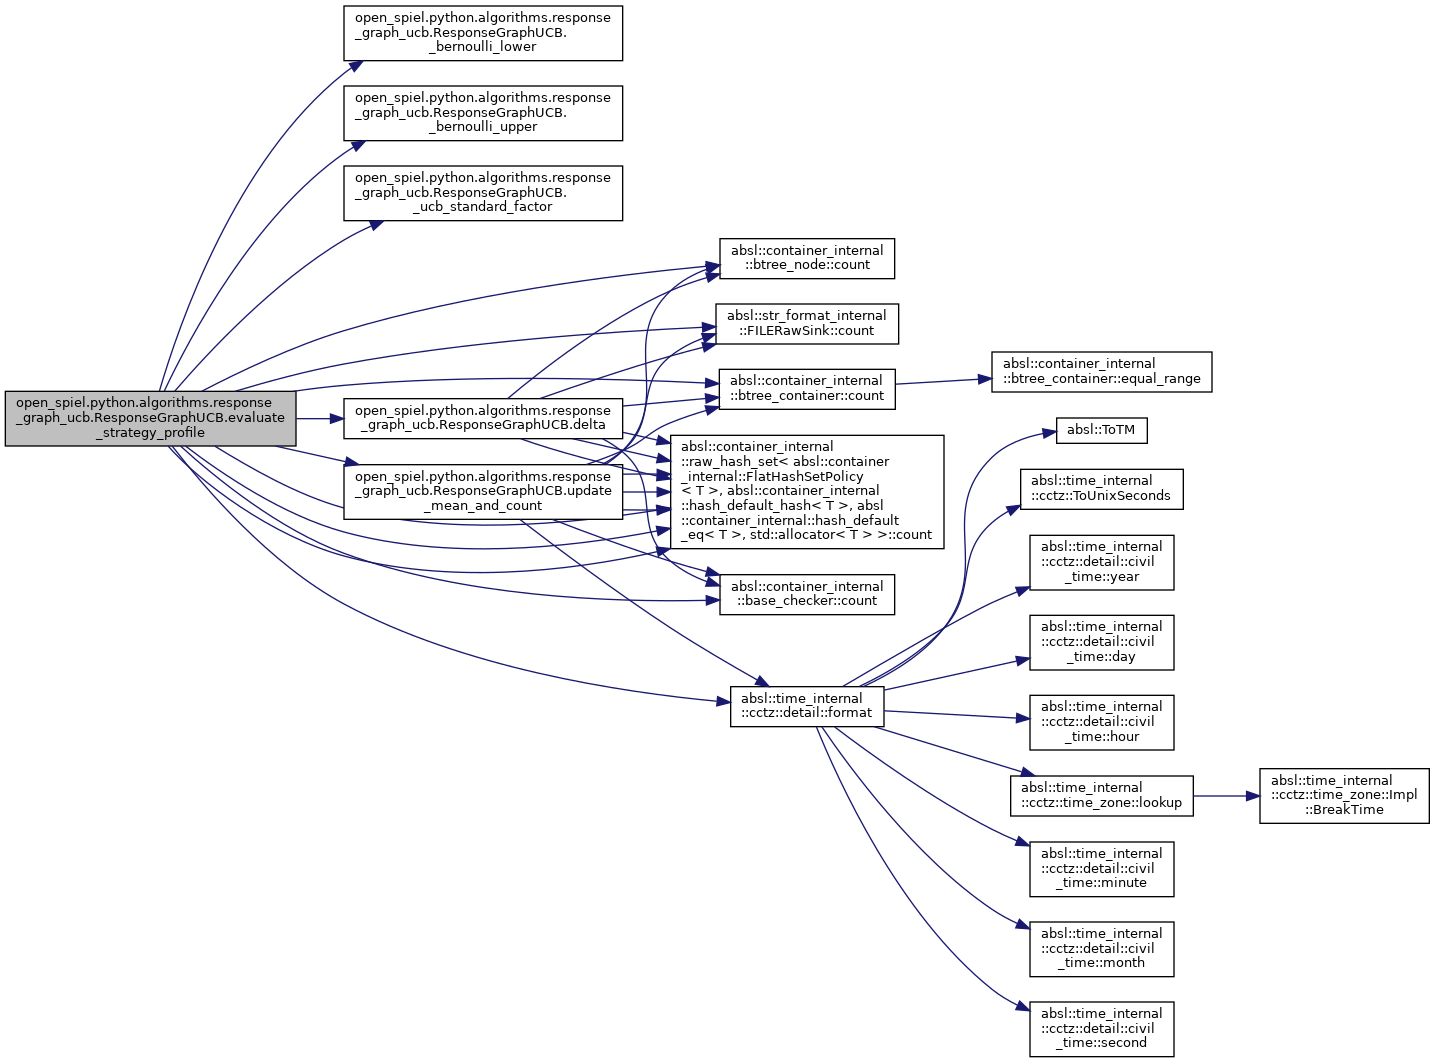 open_spiel.python.algorithms.response
_graph_ucb.ResponseGraphUCB.
_bernoulli_lower
open_spiel.python.algorithms.response
_graph_ucb.ResponseGraphUCB.
_bernoulli_upper
open_spiel.python.algorithms.response
_graph_ucb.ResponseGraphUCB.
_ucb_standard_factor
absl::container_internal
::btree_node::count
absl::str_format_internal
::FILERawSink::count
absl::container_internal
::btree_container::count
absl::container_internal
::btree_container::equal_range
open_spiel.python.algorithms.response
_graph_ucb.ResponseGraphUCB.evaluate
_strategy_profile
open_spiel.python.algorithms.response
_graph_ucb.ResponseGraphUCB.delta
open_spiel.python.algorithms.response
_graph_ucb.ResponseGraphUCB.update
_mean_and_count
absl::container_internal
::raw_hash_set< absl::container
_internal::FlatHashSetPolicy
< T >, absl::container_internal
::hash_default_hash< T >, absl
::container_internal::hash_default
_eq< T >, std::allocator< T > >::count
absl::container_internal
::base_checker::count
absl::time_internal
::cctz::detail::format
absl::ToTM
absl::time_internal
::cctz::ToUnixSeconds
absl::time_internal
::cctz::detail::civil
_time::year
absl::time_internal
::cctz::detail::civil
_time::day
absl::time_internal
::cctz::detail::civil
_time::hour
absl::time_internal
::cctz::time_zone::lookup
absl::time_internal
::cctz::time_zone::Impl
::BreakTime
absl::time_internal
::cctz::detail::civil
_time::minute
absl::time_internal
::cctz::detail::civil
_time::month
absl::time_internal
::cctz::detail::civil
_time::second